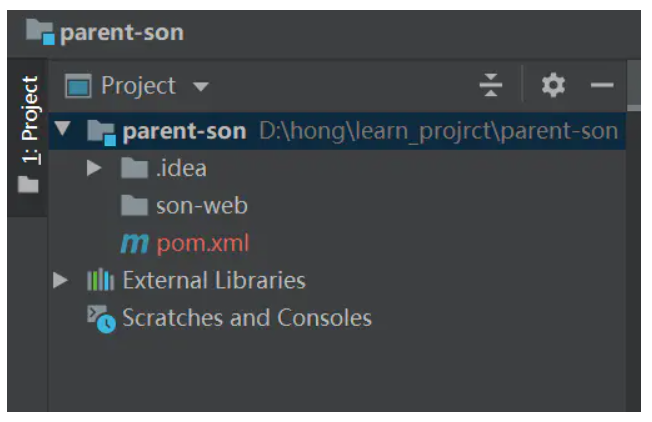 parent-son
1: Project
Project
parent-son D:\hong\learn_projrct\parent-son
.idea
son-web
pom.xml
External Libraries
Scratches and Consoles